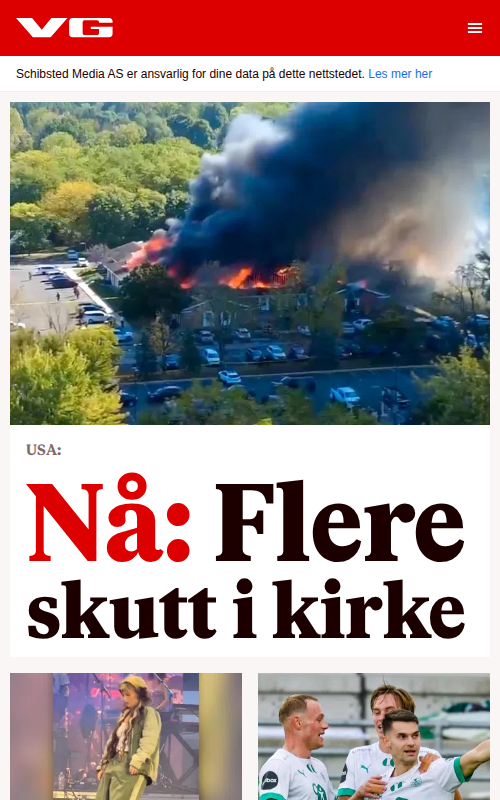 VG
Schibsted Media AS er ansvarlig for dine data på dette nettstedet. Les mer her
USA:
Nå: Flere
skutt i kirke